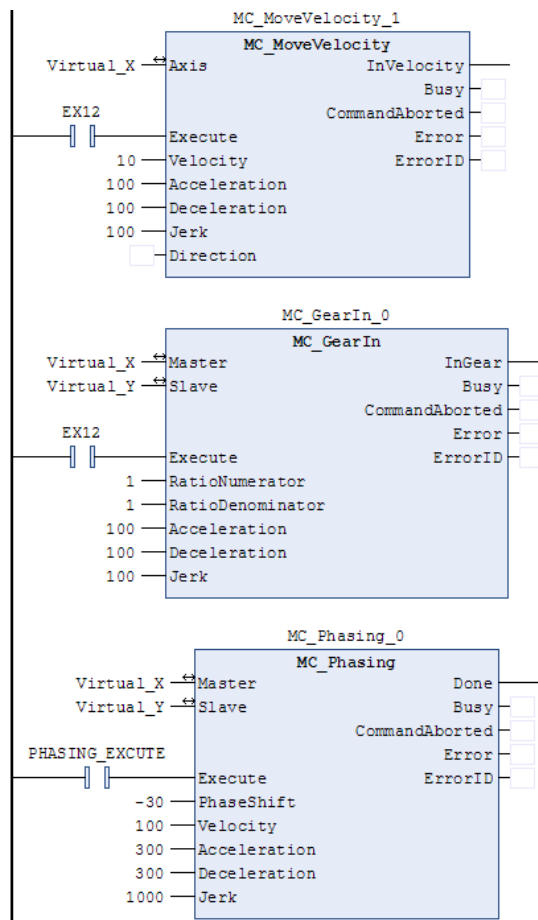 MC_MoveVelocity_1
MC_MoveVelocity
Virtual_X Axis InVelocity
Busy
EX12 CommandAborted
Execute Error
10 Velocity ErrorID
100 Acceleration
100 Deceleration
100 Jerk
Direction
MC_GearIn_0
MC_GearIn
Virtual_X Master InGear
Virtual_Y Slave Busy
CommandAborted
EX12 Error
Execute ErrorID
1 RatioNumerator
1 RatioDenominator
100 Acceleration
100 Deceleration
100 Jerk
MC_Phasing_0
MC_Phasing
Virtual_X Master Done
Virtual_Y Slave Busy
CommandAborted
PHASING_EXCUTE Error
Execute ErrorID
-30 PhaseShift
100 Velocity
300 Acceleration
300 Deceleration
1000 Jerk